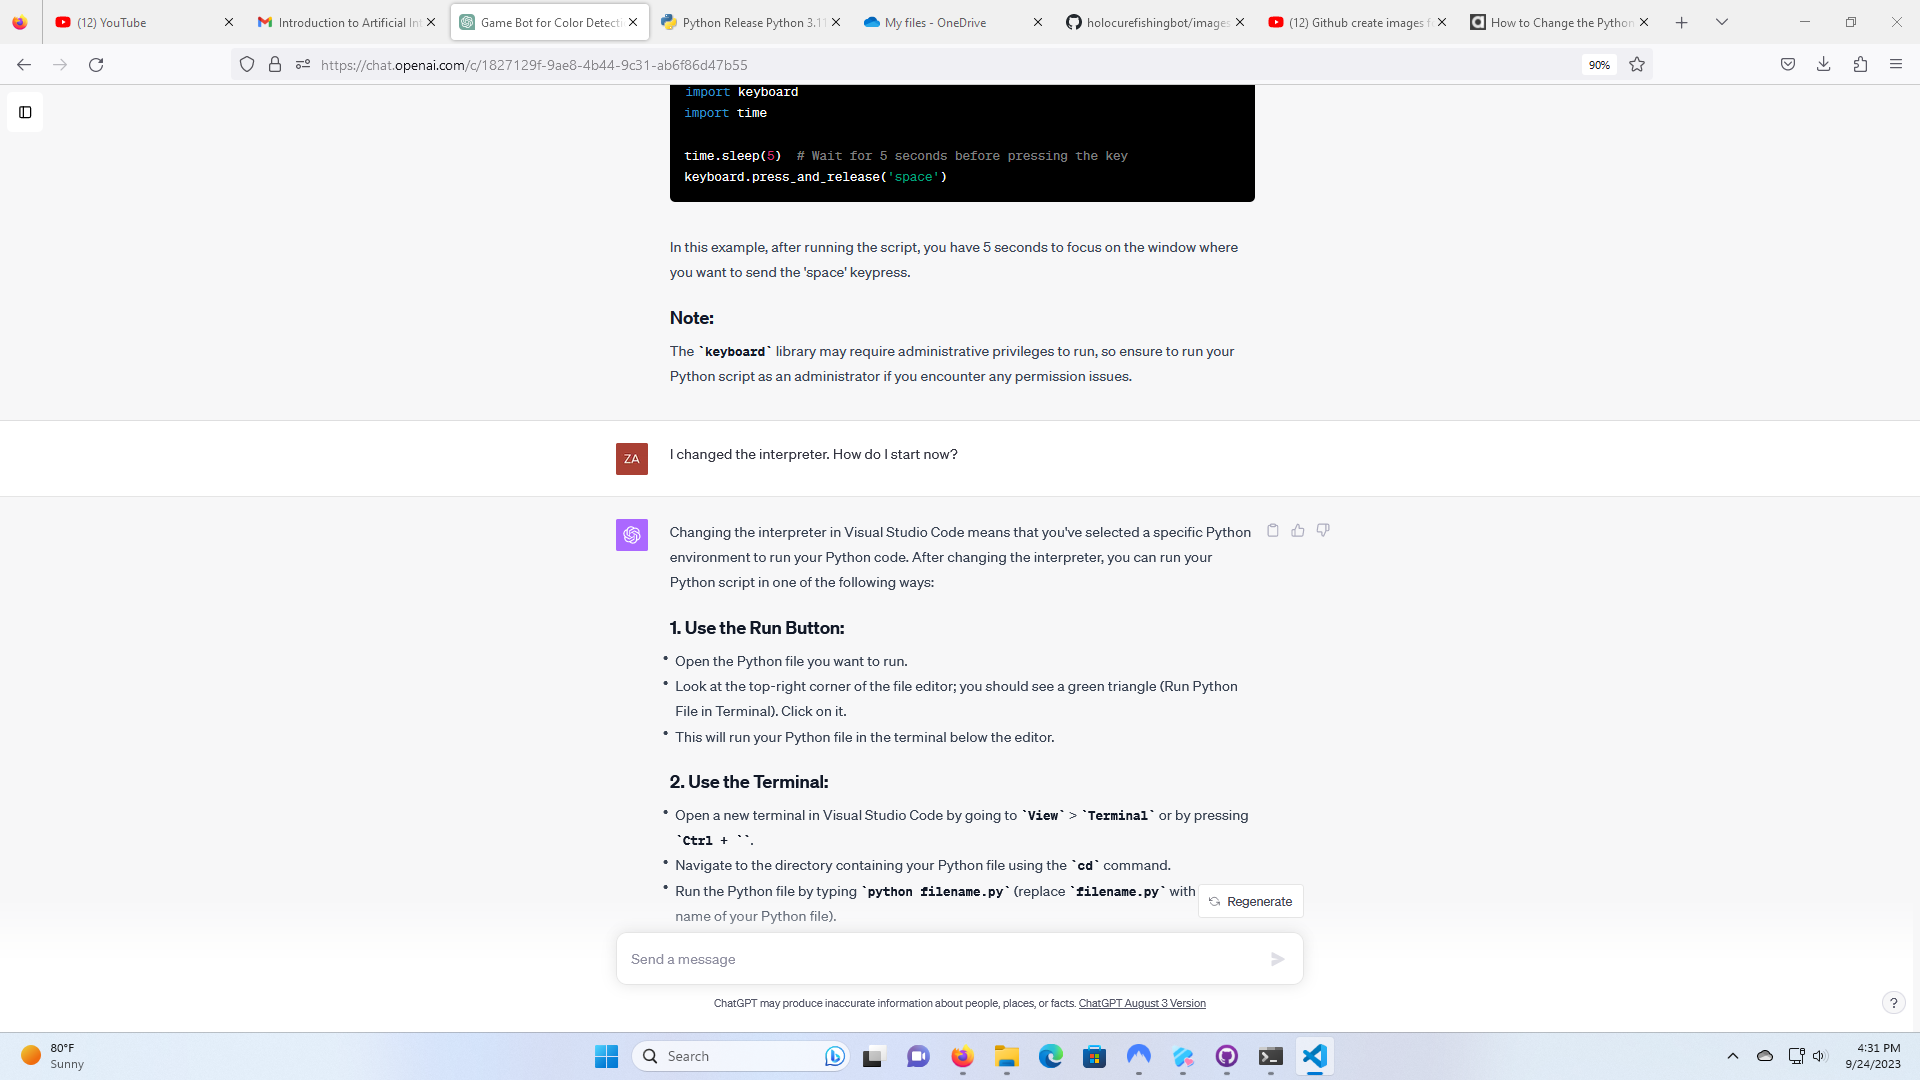 (12) YouTube
Introduction to Artificial Int
Game Bot for Color Detecti
Python Release Python 3.11
My files - OneDrive
holocurefishingbot/images
(12) Github create images fo
How to Change the Python
https://chat.openai.com/c/1827129f-9ae8-4b44-9c31-ab6f86d47b55
90%
import keyboard
import time
time.sleep(5)  # Wait for 5 seconds before pressing the key
keyboard.press_and_release('space')
In this example, after running the script, you have 5 seconds to focus on the window where
you want to send the 'space' keypress.
Note:
The `keyboard` library may require administrative privileges to run, so ensure to run your
Python script as an administrator if you encounter any permission issues.
ZA
I changed the interpreter. How do I start now?
Changing the interpreter in Visual Studio Code means that you've selected a specific Python
environment to run your Python code. After changing the interpreter, you can run your
Python script in one of the following ways:
1. Use the Run Button:
• Open the Python file you want to run.
• Look at the top-right corner of the file editor; you should see a green triangle (Run Python
File in Terminal). Click on it.
• This will run your Python file in the terminal below the editor.
2. Use the Terminal:
• Open a new terminal in Visual Studio Code by going to `View` > `Terminal` or by pressing
`Ctrl + ``.
• Navigate to the directory containing your Python file using the `cd` command.
• Run the Python file by typing `python filename.py` (replace `filename.py` with
name of your Python file).
Regenerate
Send a message
ChatGPT may produce inaccurate information about people, places, or facts. ChatGPT August 3 Version
?
80°F
Sunny
Search
4:31 PM
9/24/2023